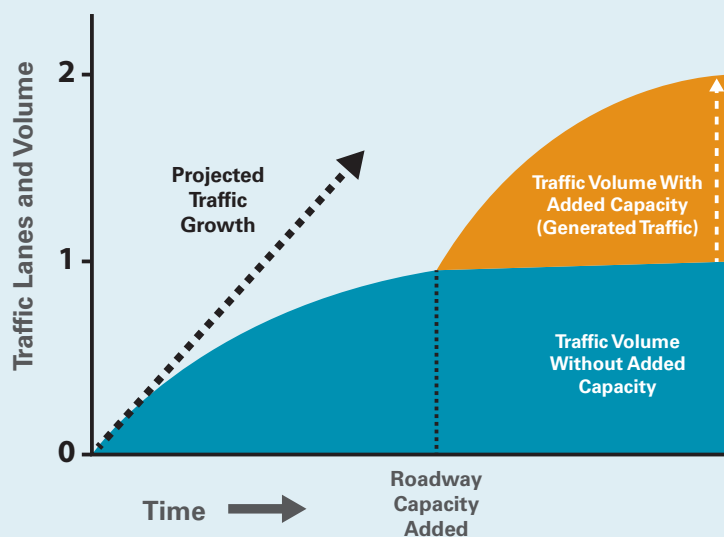 Traffic Lanes and Volume
2
1
0
Projected
Traffic
Growth
Traffic Volume With
Added Capacity
(Generated Traffic)
Traffic Volume
Without Added
Capacity
Time
Roadway
Capacity
Added